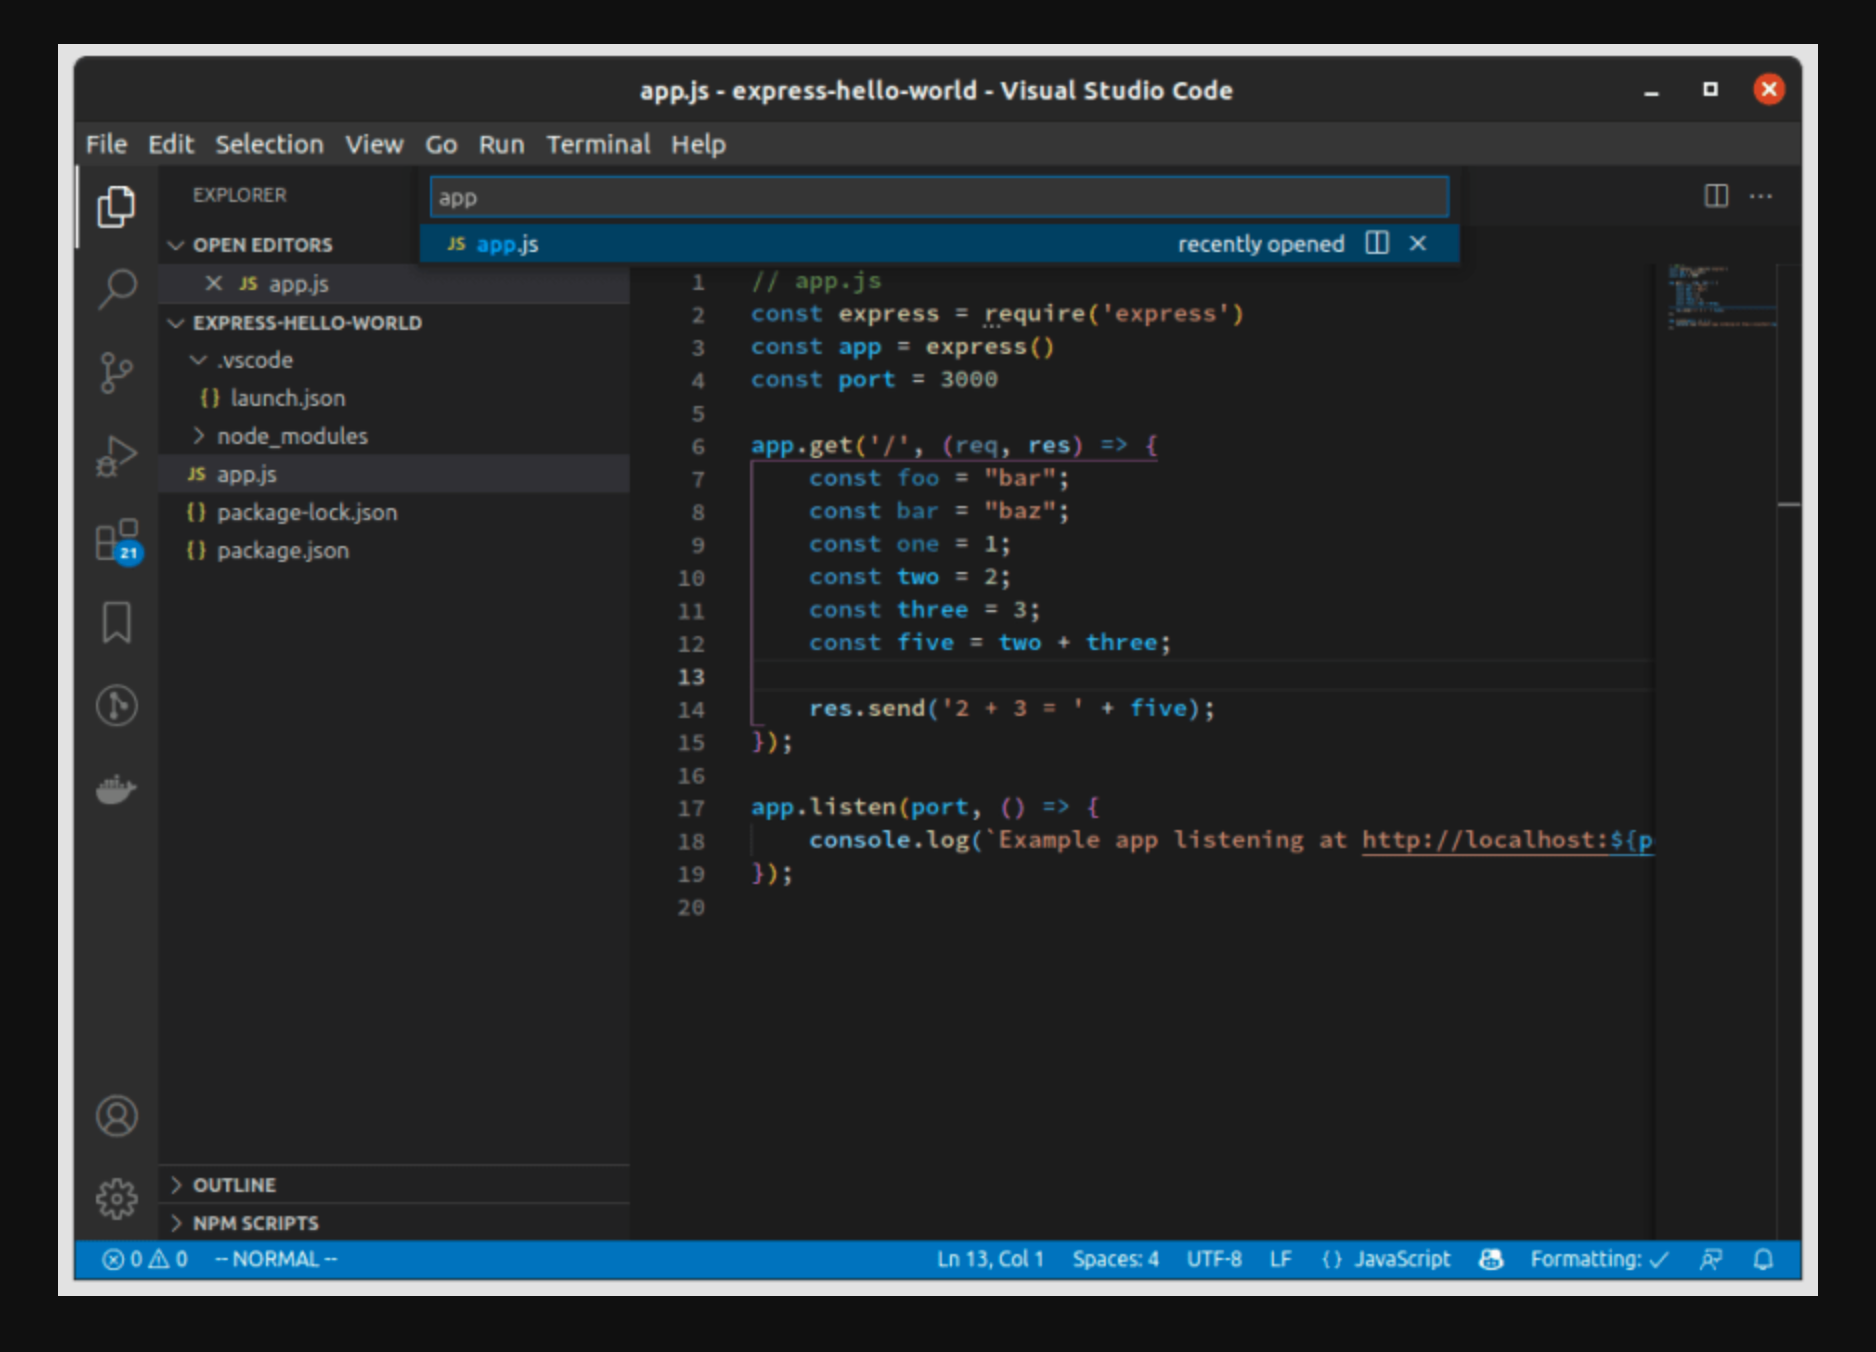 app.js - express-hello-world - Visual Studio Code
File Edit Selection View Go Run Terminal Help
EXPLORER
app
JS app.js recently opened
OPEN EDITORS
JS app.js
EXPRESS-HELLO-WORLD
.vscode
{} launch.json
node_modules
JS app.js
{} package-lock.json
{} package.json
21
OUTLINE
NPM SCRIPTS
1 // app.js
2 const express = require('express')
3 const app = express()
4 const port = 3000
5
6 app.get('/', (req, res) => {
7 const foo = "bar";
8 const bar = "baz";
9 const one = 1;
10 const two = 2;
11 const three = 3;
12 const five = two + three;
13
14 res.send('2 + 3 = ' + five);
15 });
16
17 app.listen(port, () => {
18 console.log(`Example app listening at http://localhost:${p
19 });
20
0 0 -- NORMAL -- Ln 13, Col 1 Spaces: 4 UTF-8 LF {} JavaScript Formatting: ✓